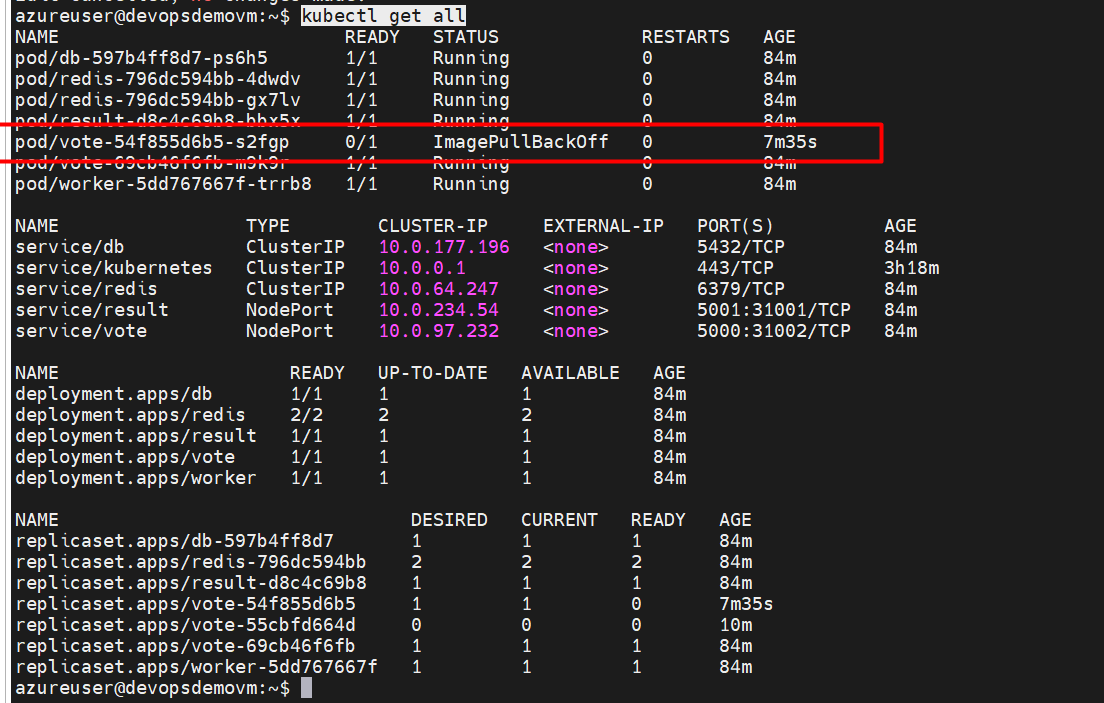 azureuser@devopsdemovm:~$ kubectl get all
NAME READY STATUS RESTARTS AGE
pod/db-597b4ff8d7-ps6h5 1/1 Running 0 84m
pod/redis-796dc594bb-4dwdv 1/1 Running 0 84m
pod/redis-796dc594bb-gx7lv 1/1 Running 0 84m
pod/result-d8c4c69b8-bbx5x 1/1 Running 0 84m
pod/vote-54f855d6b5-s2fgp 0/1 ImagePullBackOff 0 7m35s
pod/vote-69cb46f6fb-m9k9r 1/1 Running 0 84m
pod/worker-5dd767667f-trrb8 1/1 Running 0 84m
NAME TYPE CLUSTER-IP EXTERNAL-IP PORT(S) AGE
service/db ClusterIP 10.0.177.196 <none> 5432/TCP 84m
service/kubernetes ClusterIP 10.0.0.1 <none> 443/TCP 3h18m
service/redis ClusterIP 10.0.64.247 <none> 6379/TCP 84m
service/result NodePort 10.0.234.54 <none> 5001:31001/TCP 84m
service/vote NodePort 10.0.97.232 <none> 5000:31002/TCP 84m
NAME READY UP-TO-DATE AVAILABLE AGE
deployment.apps/db 1/1 1 1 84m
deployment.apps/redis 2/2 2 2 84m
deployment.apps/result 1/1 1 1 84m
deployment.apps/vote 1/1 1 1 84m
deployment.apps/worker 1/1 1 1 84m
NAME DESIRED CURRENT READY AGE
replicaset.apps/db-597b4ff8d7 1 1 1 84m
replicaset.apps/redis-796dc594bb 2 2 2 84m
replicaset.apps/result-d8c4c69b8 1 1 1 84m
replicaset.apps/vote-54f855d6b5 1 1 0 7m35s
replicaset.apps/vote-55cbfd664d 0 0 0 10m
replicaset.apps/vote-69cb46f6fb 1 1 1 84m
replicaset.apps/worker-5dd767667f 1 1 1 84m
azureuser@devopsdemovm:~$